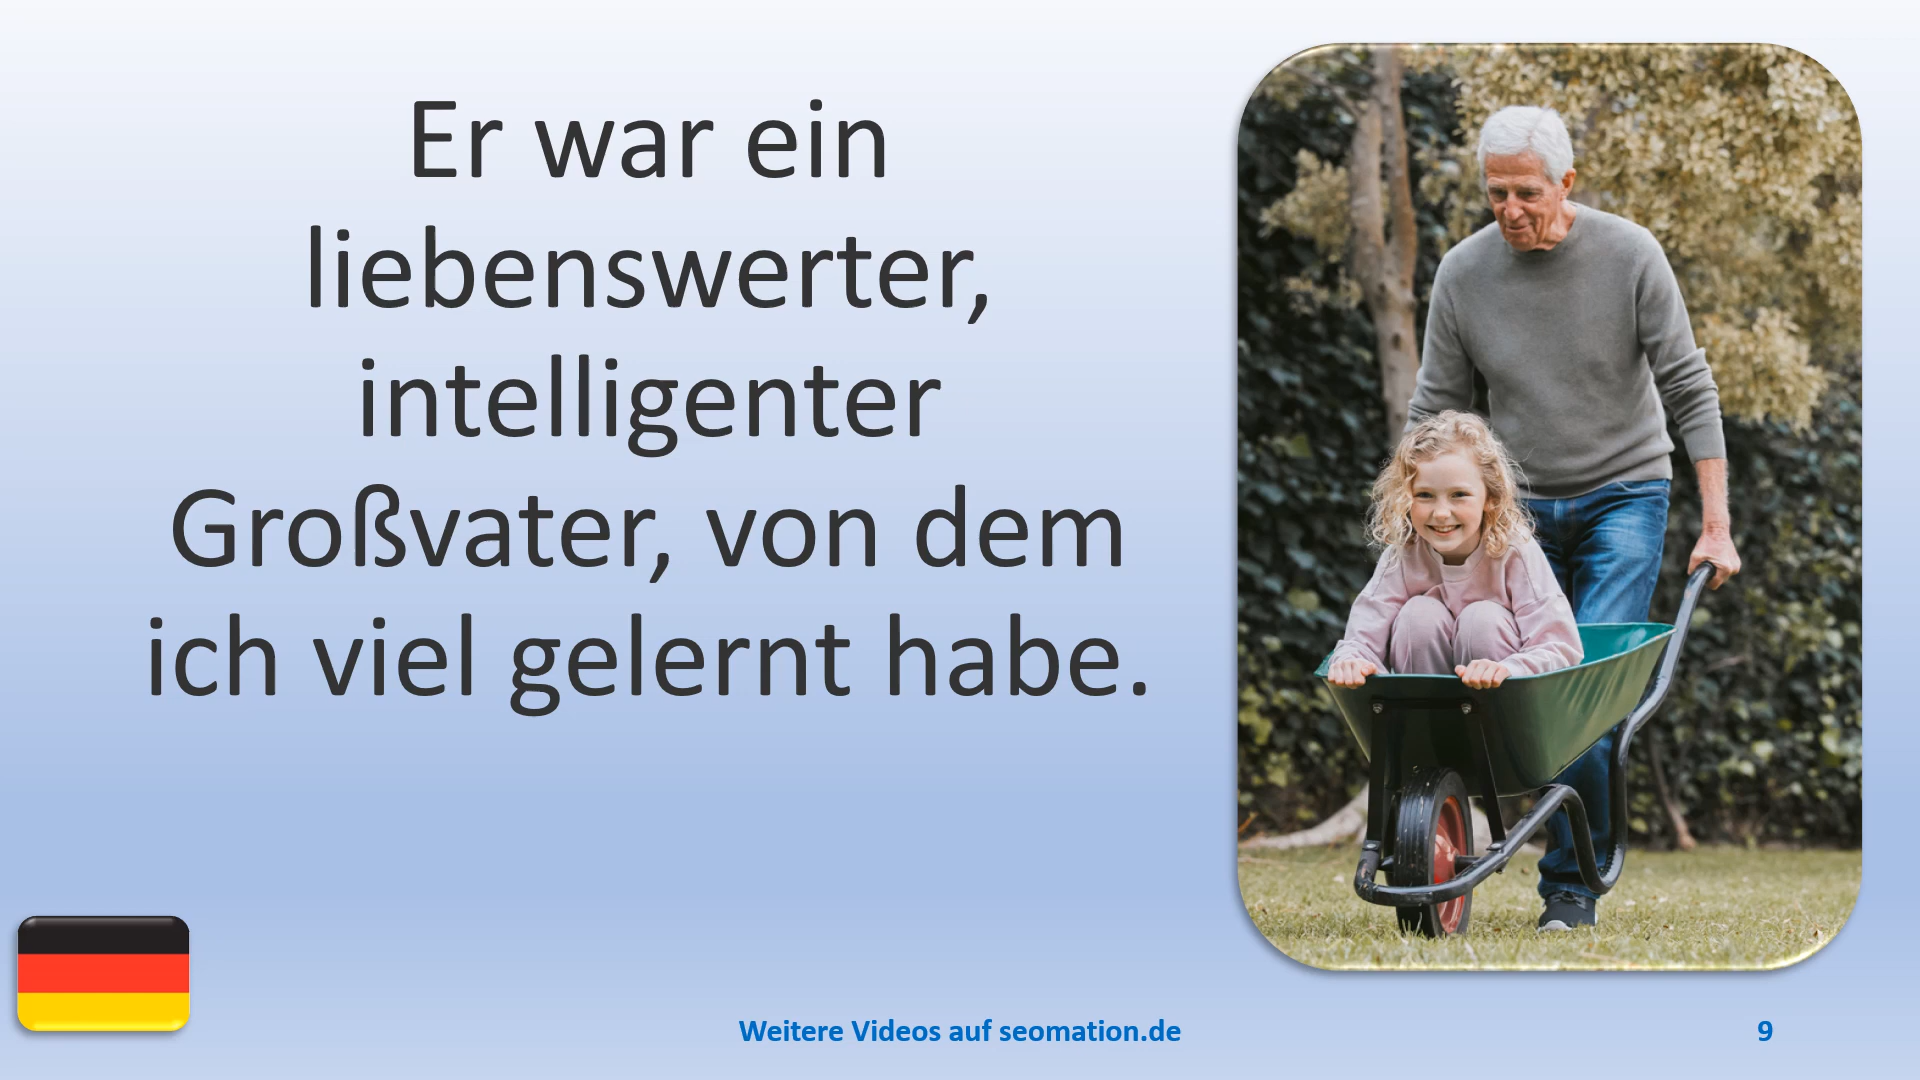 Er war ein
liebenswerter,
intelligenter
Großvater, von dem
ich viel gelernt habe.
Weitere Videos auf seomation.de
9